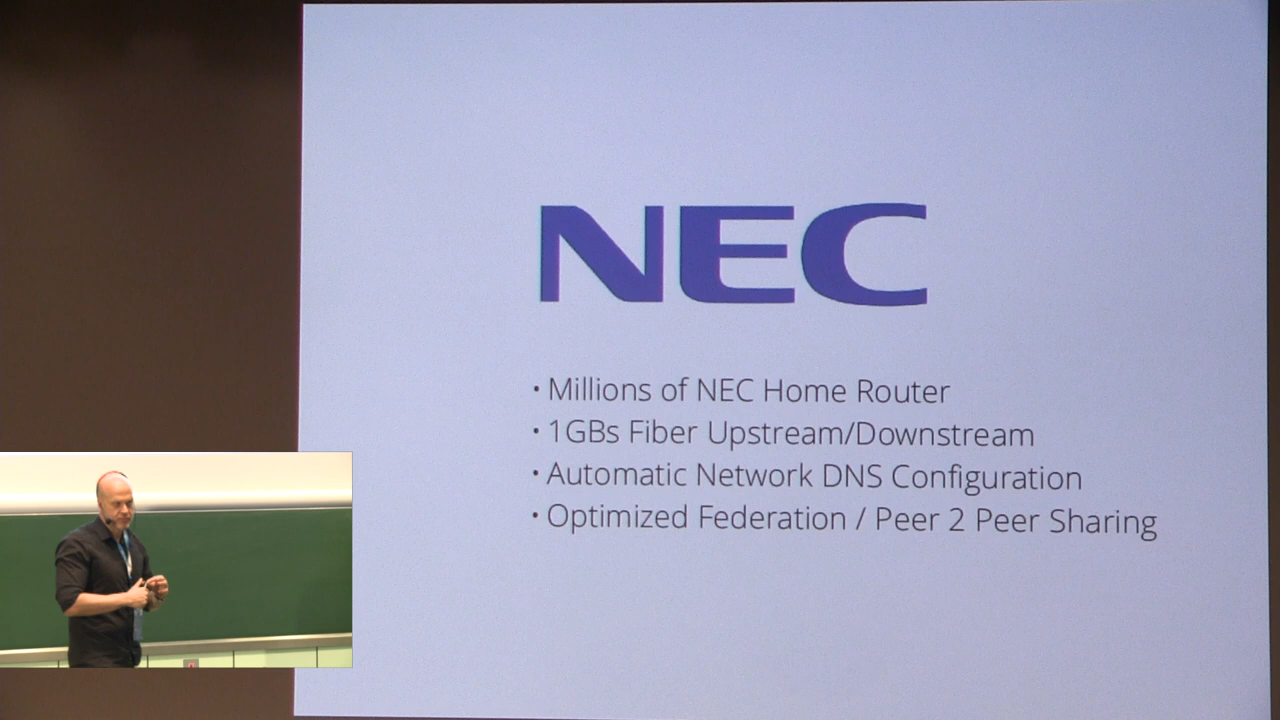 NEC
• Millions of NEC Home Router
• 1GBs Fiber Upstream/Downstream
• Automatic Network DNS Configuration
• Optimized Federation / Peer 2 Peer Sharing